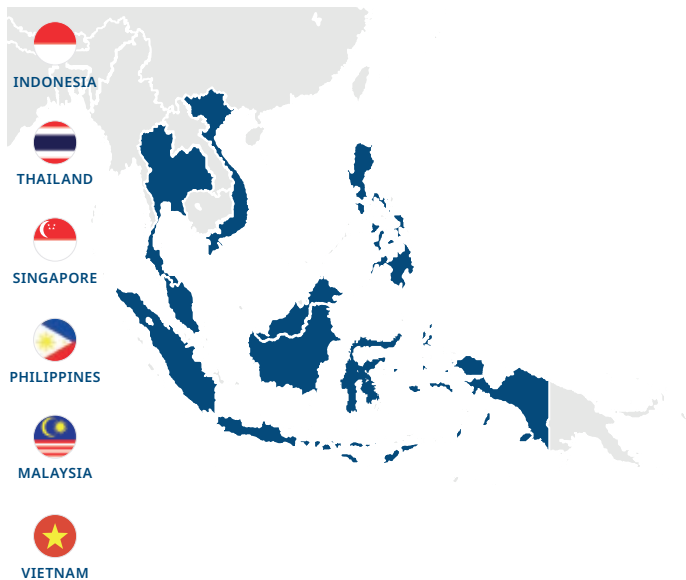 INDONESIA
THAILAND
SINGAPORE
PHILIPPINES
MALAYSIA
VIETNAM